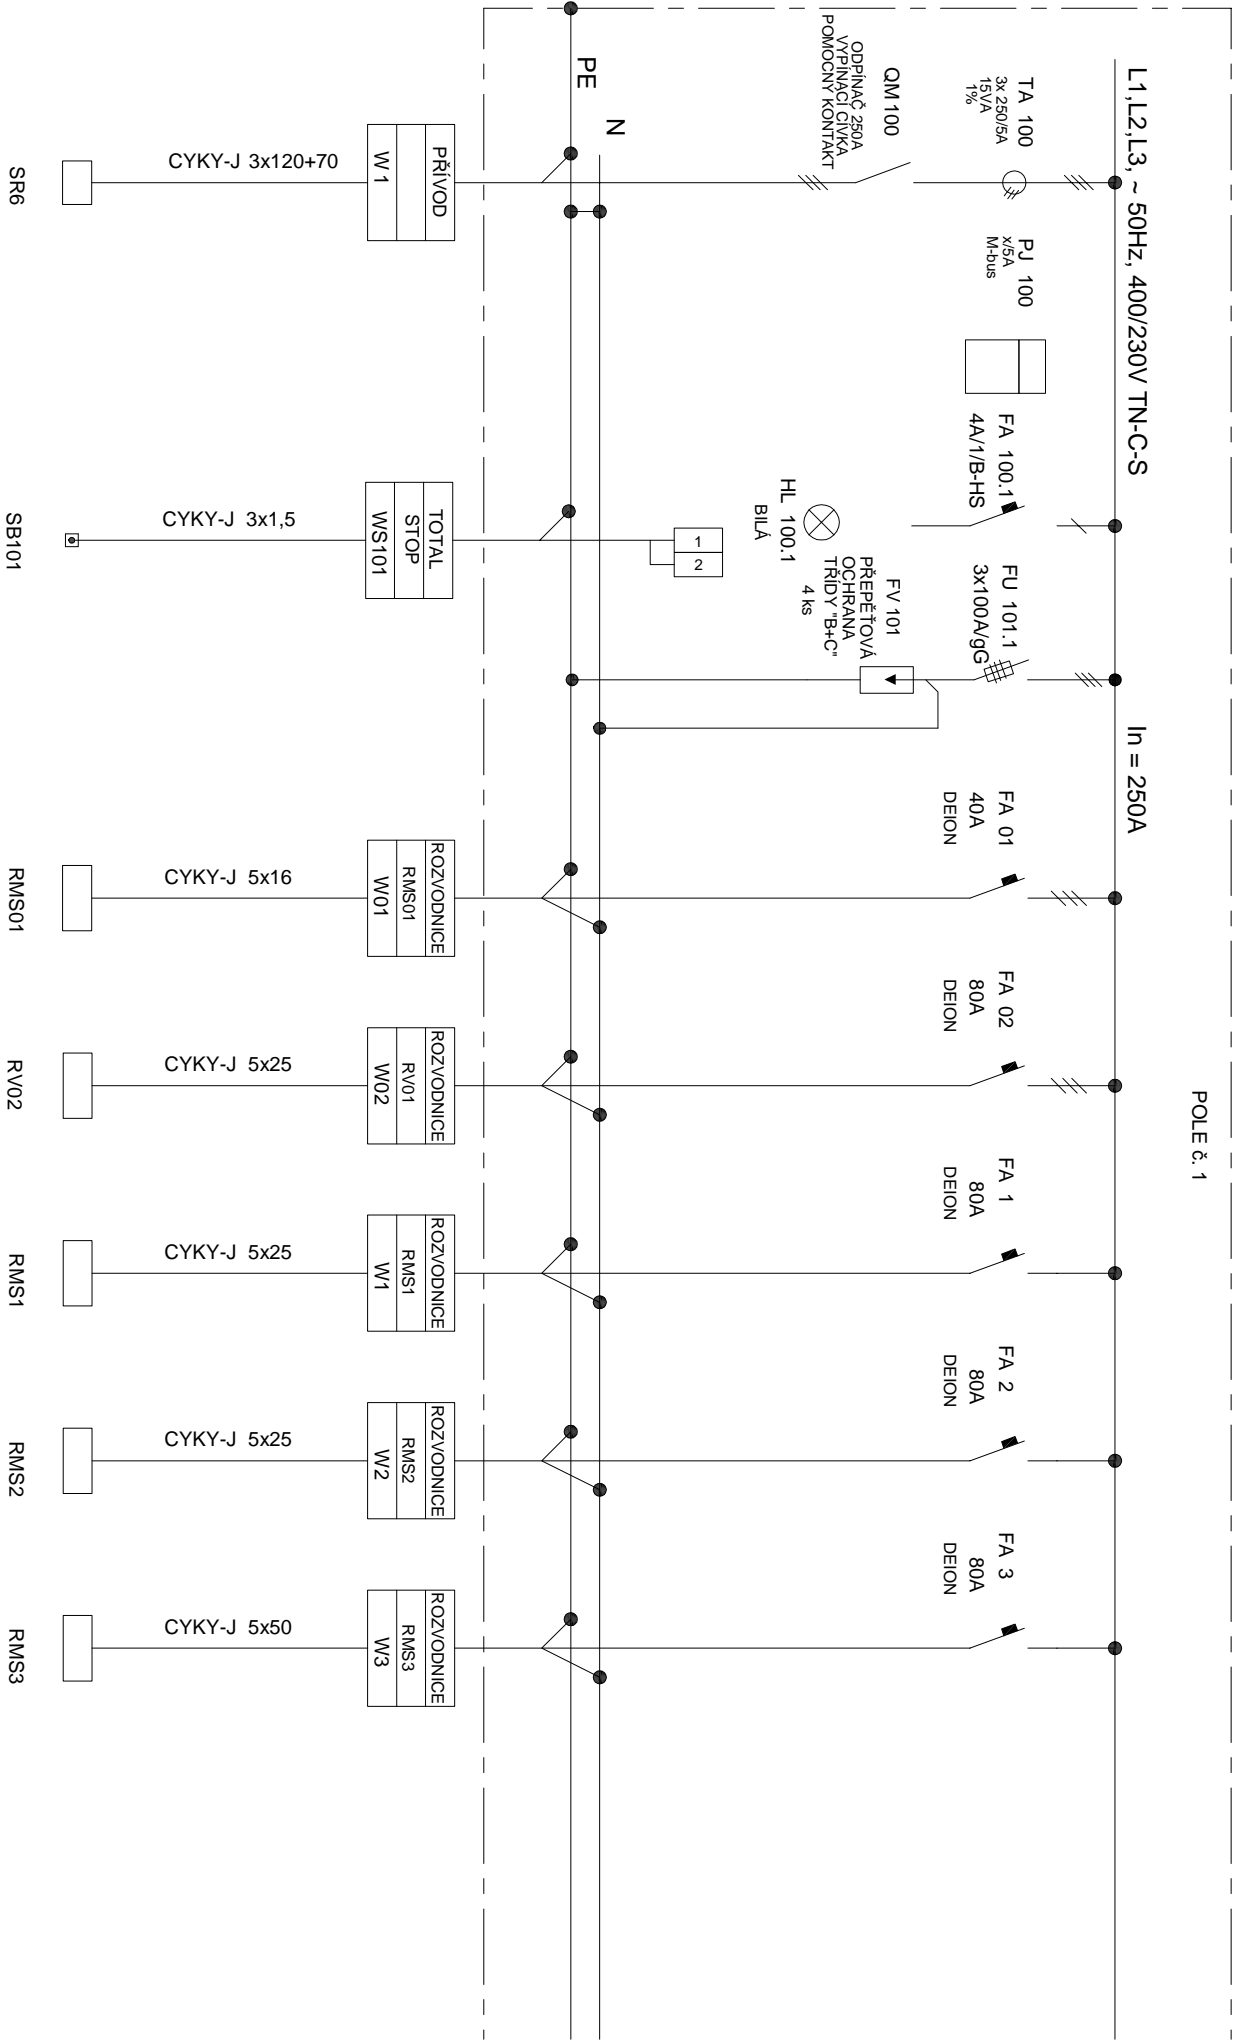 POLE č. 1
L1,L2,L3, ~ 50Hz, 400/230V TN-C-S
In = 250A
TA 100
3x 250/5A
15VA
1%
PJ 100
x/5A
M-bus
FA 100.1
4A/1/B-HS
FU 101.1
3x100A/gG
FA 01
40A
DEION
FA 02
80A
DEION
FA 1
80A
DEION
FA 2
80A
DEION
FA 3
80A
DEION
QM100
ODPÍNAČ 250A
VYPÍNACÍ CÍVKA
POMOCNÝ KONTAKT
HL 100.1
BILÁ
FV 101
PŘEPĚŤOVÁ
OCHRANA
TŘÍDY "B+C"
4 ks
1
2
N
PE
PŘÍVOD
W 1
TOTAL
STOP
WS101
ROZVODNICE
RMS01
W01
ROZVODNICE
RV01
W02
ROZVODNICE
RMS1
W1
ROZVODNICE
RMS2
W2
ROZVODNICE
RMS3
W3
CYKY-J 3x120+70
CYKY-J 3x1,5
CYKY-J 5x16
CYKY-J 5x25
CYKY-J 5x25
CYKY-J 5x25
CYKY-J 5x50
SR6
SB101
RMS01
RV02
RMS1
RMS2
RMS3